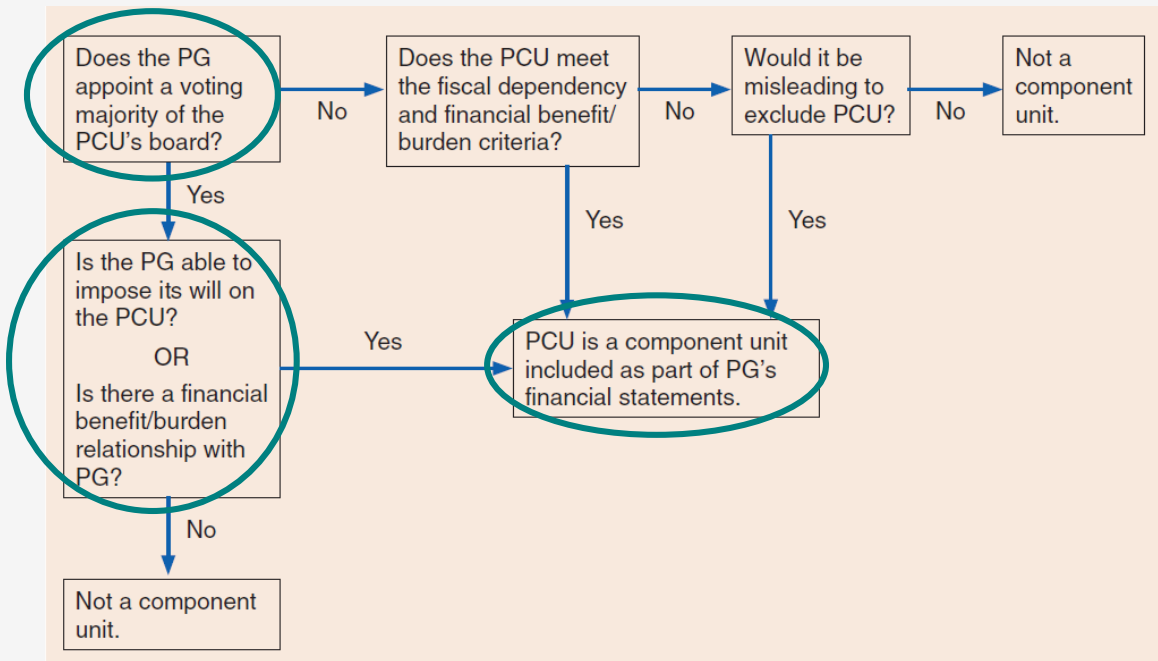 Does the PG
appoint a voting
majority of the
PCU's board?
No
Does the PCU meet
the fiscal dependency
and financial benefit/
burden criteria?
No
Would it be
misleading to
exclude PCU?
No
Not a
component
unit.
Yes
Yes
Yes
Is the PG able to
impose its will on
the PCU?
OR
Is there a financial
benefit/burden
relationship with
PG?
Yes
PCU is a component unit
included as part of PG's
financial statements.
No
Not a component
unit.